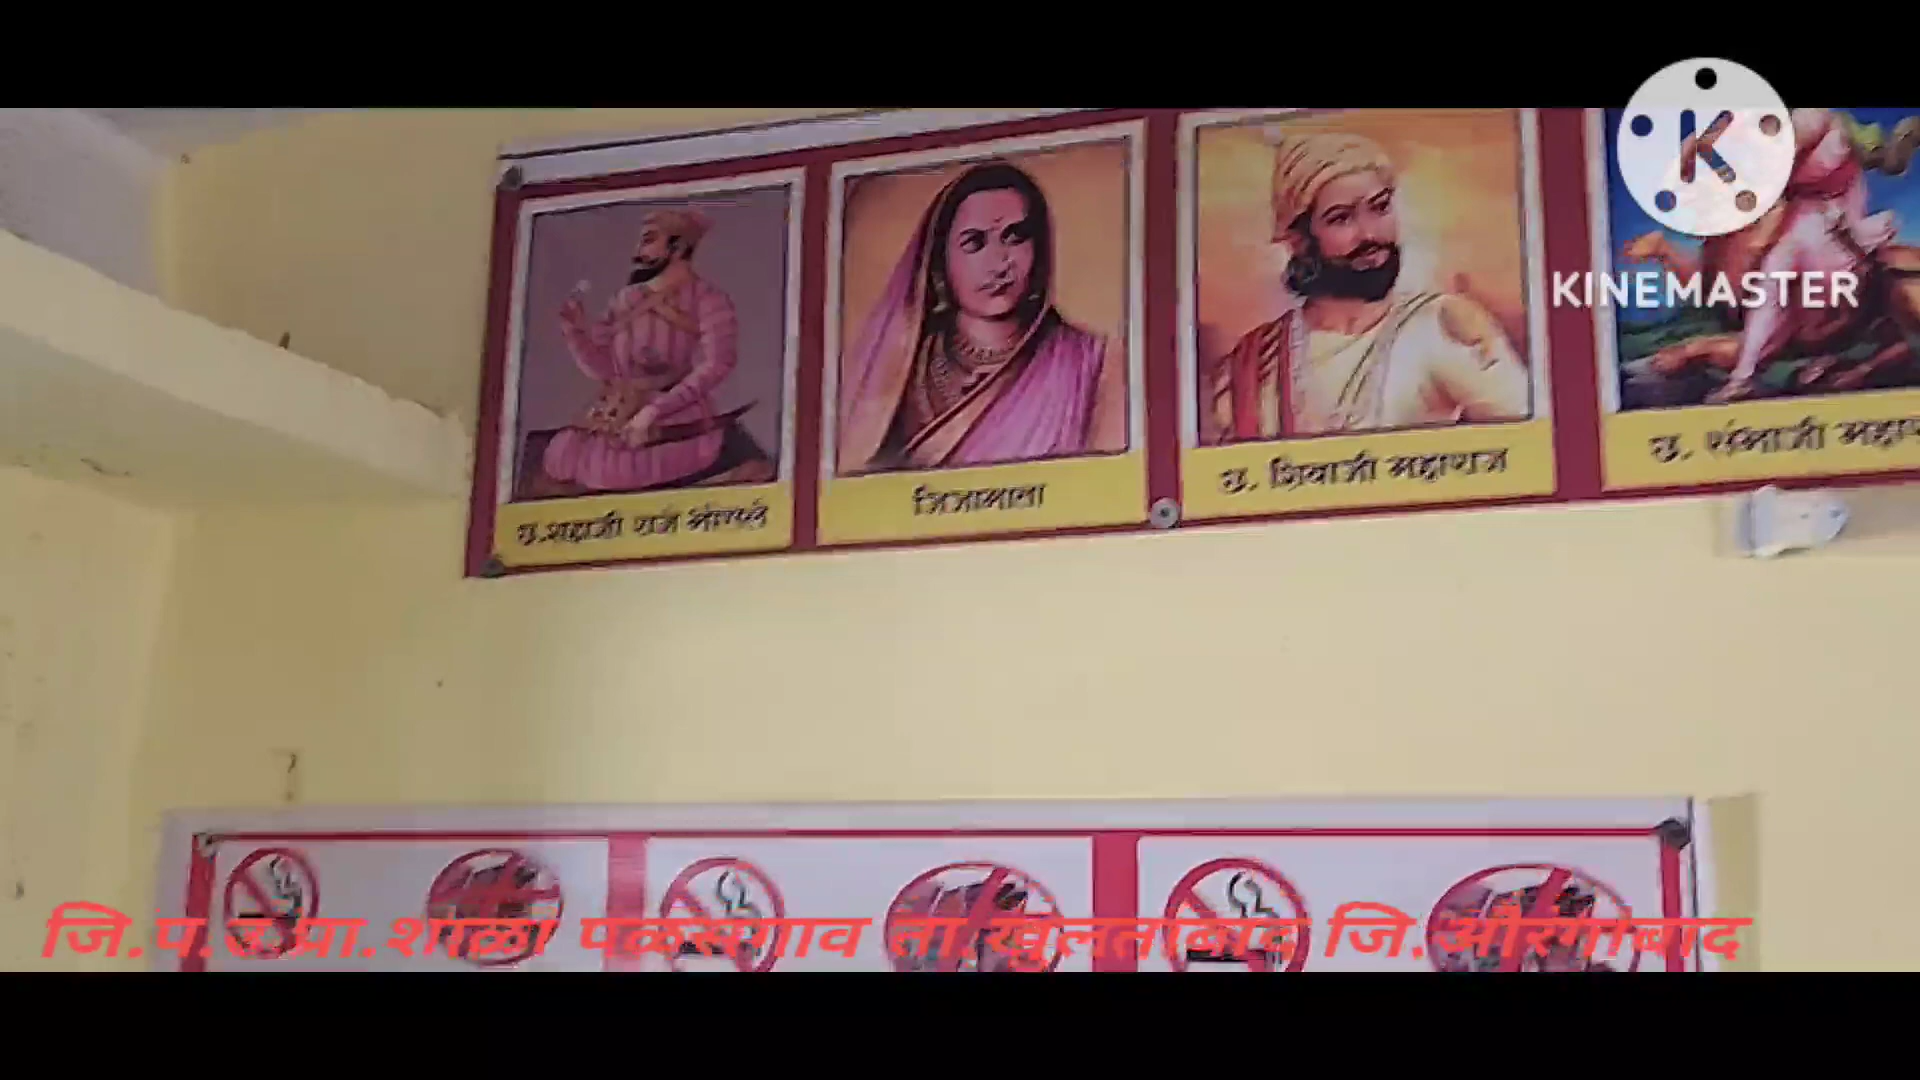 K
KINEMASTER
छ.शहाजी राजे भोसले
जिजामाता
छ. शिवाजी महाराज
छ. संभाजी
जि.प.उ.प्रा.शाळा पळसगाव ता.खुलताबाद जि.औरंगाबाद